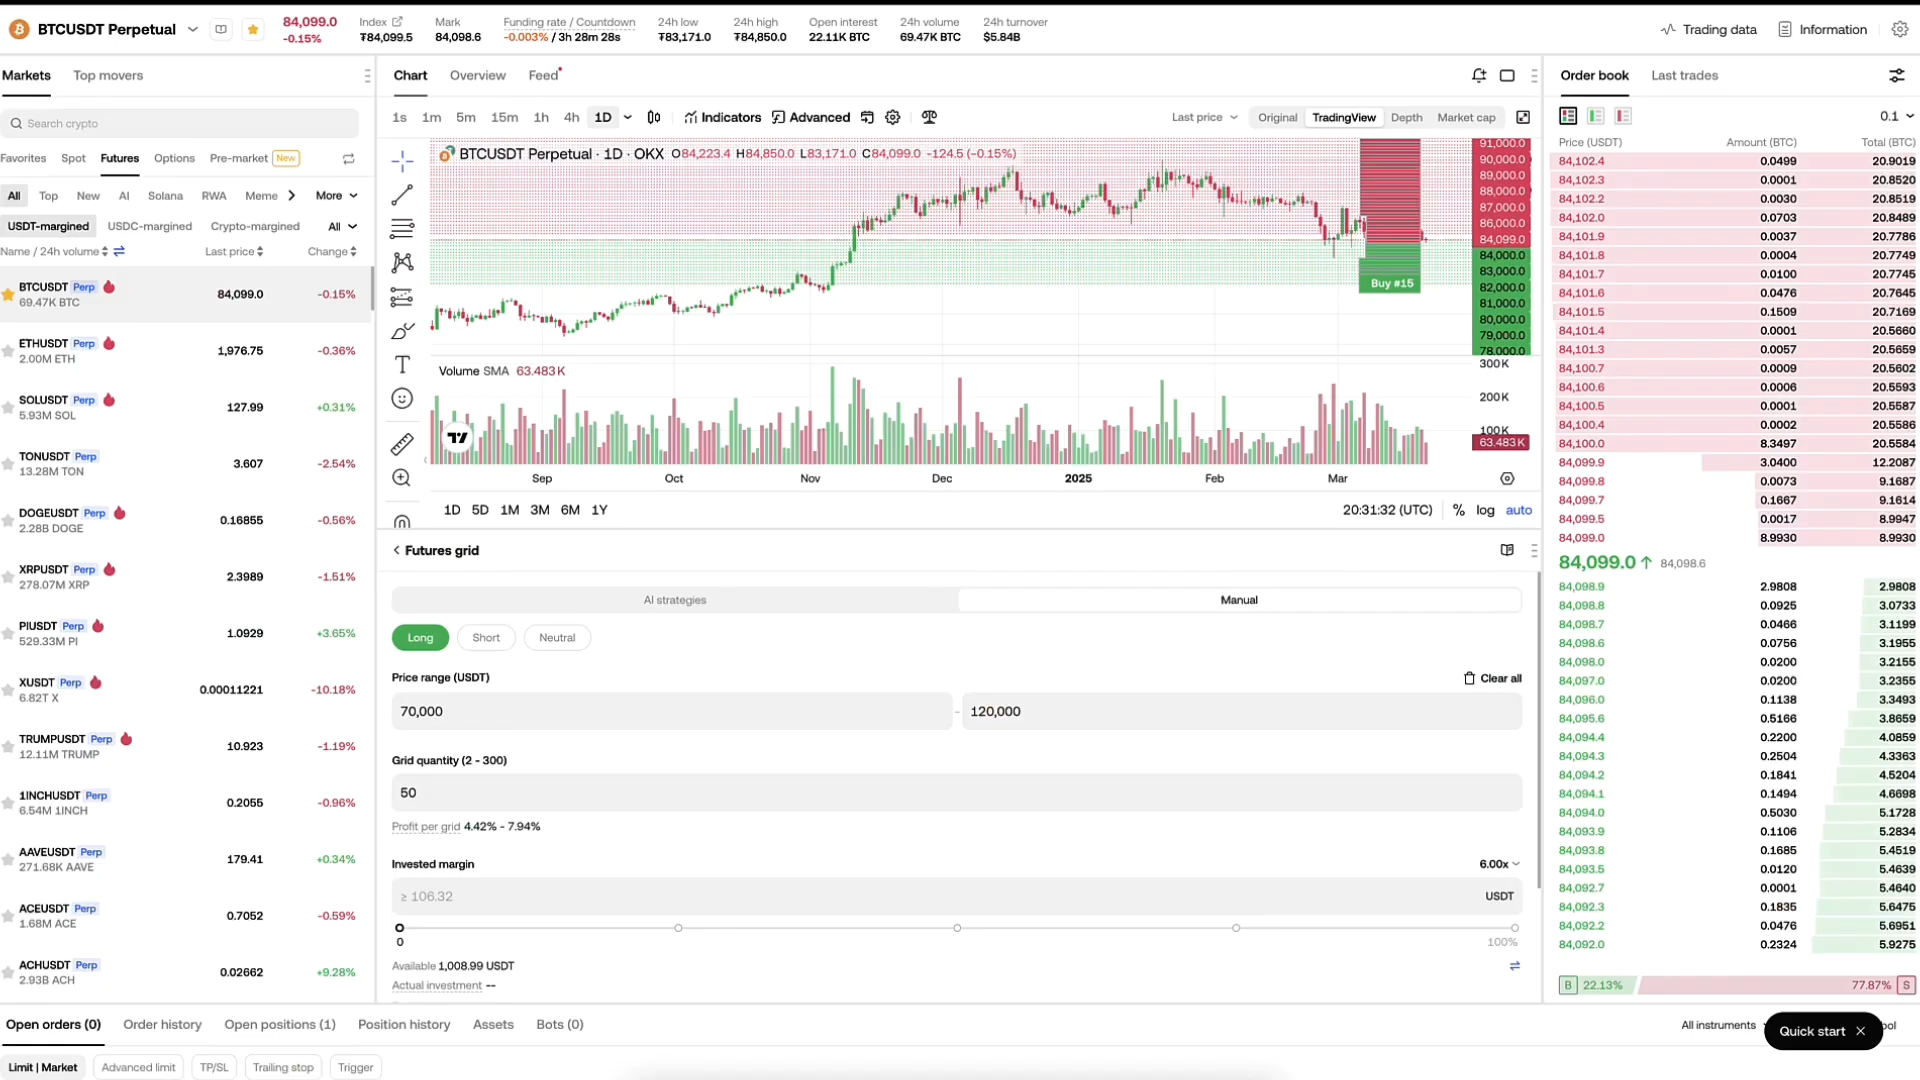 BTCUSDT Perpetual
84,099.0
-0.15%
Index
₮84,099.5
Mark
84,098.6
Funding rate / Countdown
-0.003% / 3h 28m 28s
24h low
₮83,171.0
24h high
₮84,850.0
Open interest
22.11K BTC
24h volume
69.47K BTC
24h turnover
$5.84B
Trading data
Information
Markets
Top movers
Search crypto
Favorites Spot Futures Options Pre-market New
All Top New AI Solana RWA Meme More
USDT-margined USDC-margined Crypto-margined All
Name / 24h volume Last price Change
BTCUSDT Perp
69.47K BTC
84,099.0
-0.15%
ETHUSDT Perp
2.00M ETH
1,976.75
-0.36%
SOLUSDT Perp
5.93M SOL
127.99
+0.31%
TONUSDT Perp
13.28M TON
3.607
-2.54%
DOGEUSDT Perp
2.28B DOGE
0.16855
-0.56%
XRPUSDT Perp
278.07M XRP
2.3989
-1.51%
PIUSDT Perp
529.33M PI
1.0929
+3.65%
XUSDT Perp
6.82T X
0.00011221
-10.18%
TRUMPUSDT Perp
12.11M TRUMP
10.923
-1.19%
1INCHUSDT Perp
6.54M 1INCH
0.2055
-0.96%
AAVEUSDT Perp
271.68K AAVE
179.41
+0.34%
ACEUSDT Perp
1.68M ACE
0.7052
-0.59%
ACHUSDT Perp
2.93B ACH
0.02662
+9.28%
Chart Overview Feed
1s 1m 5m 15m 1h 4h 1D Indicators Advanced
Last price Original TradingView Depth Market cap
BTCUSDT Perpetual · 1D · OKX O84,223.4 H84,850.0 L83,171.0 C84,099.0 -124.5 (-0.15%)
91,000.0
90,000.0
89,000.0
88,000.0
87,000.0
86,000.0
84,099.0
84,000.0
83,000.0
82,000.0
81,000.0
80,000.0
79,000.0
78,000.0
Buy #15
Volume SMA 63.483K
300K
200K
100K
63.483K
Sep Oct Nov Dec 2025 Feb Mar
1D 5D 1M 3M 6M 1Y
20:31:32 (UTC) % log auto
Futures grid
AI strategies Manual
Long Short Neutral
Price range (USDT)
Clear all
70,000 - 120,000
Grid quantity (2 - 300)
50
Profit per grid 4.42% - 7.94%
Invested margin
6.00x
≥ 106.32
USDT
0
100%
Available 1,008.99 USDT
Actual investment --
Order book Last trades
0.1
Price (USDT) Amount (BTC) Total (BTC)
84,102.4 0.0499 20.9019
84,102.3 0.0001 20.8520
84,102.2 0.0030 20.8519
84,102.0 0.0703 20.8489
84,101.9 0.0037 20.7786
84,101.8 0.0004 20.7749
84,101.7 0.0100 20.7745
84,101.6 0.0476 20.7645
84,101.5 0.1509 20.7169
84,101.4 0.0001 20.5660
84,101.3 0.0057 20.5659
84,100.7 0.0009 20.5602
84,100.6 0.0006 20.5593
84,100.5 0.0001 20.5587
84,100.4 0.0002 20.5586
84,100.0 8.3497 20.5584
84,099.9 3.0400 12.2087
84,099.8 0.0073 9.1687
84,099.7 0.1667 9.1614
84,099.5 0.0017 8.9947
84,099.0 8.9930 8.9930
84,099.0 84,098.6
84,098.9 2.9808 2.9808
84,098.8 0.0925 3.0733
84,098.7 0.0466 3.1199
84,098.6 0.0756 3.1955
84,098.0 0.0200 3.2155
84,097.0 0.0200 3.2355
84,096.0 0.1138 3.3493
84,095.6 0.5166 3.8659
84,094.4 0.2200 4.0859
84,094.3 0.2504 4.3363
84,094.2 0.1841 4.5204
84,094.1 0.1494 4.6698
84,094.0 0.5030 5.1728
84,093.9 0.1106 5.2834
84,093.8 0.1685 5.4519
84,093.5 0.0120 5.4639
84,092.7 0.0001 5.4640
84,092.3 0.1835 5.6475
84,092.2 0.0476 5.6951
84,092.0 0.2324 5.9275
B 22.13% 77.87% S
Open orders (0) Order history Open positions (1) Position history Assets Bots (0)
All instruments
Quick start
Limit | Market Advanced limit TP/SL Trailing stop Trigger